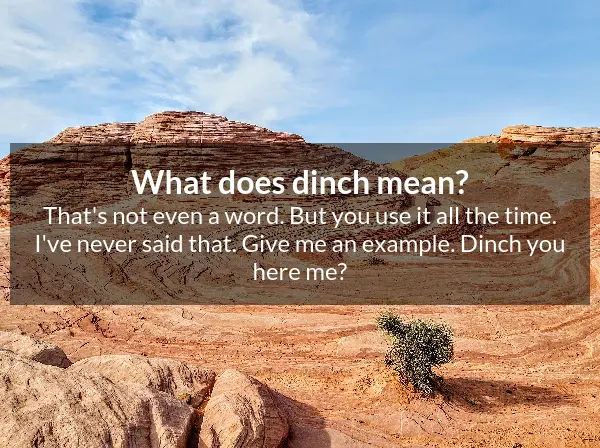 What does dinch mean?
That's not even a word. But you use it all the time.
I've never said that. Give me an example. Dinch you
here me?